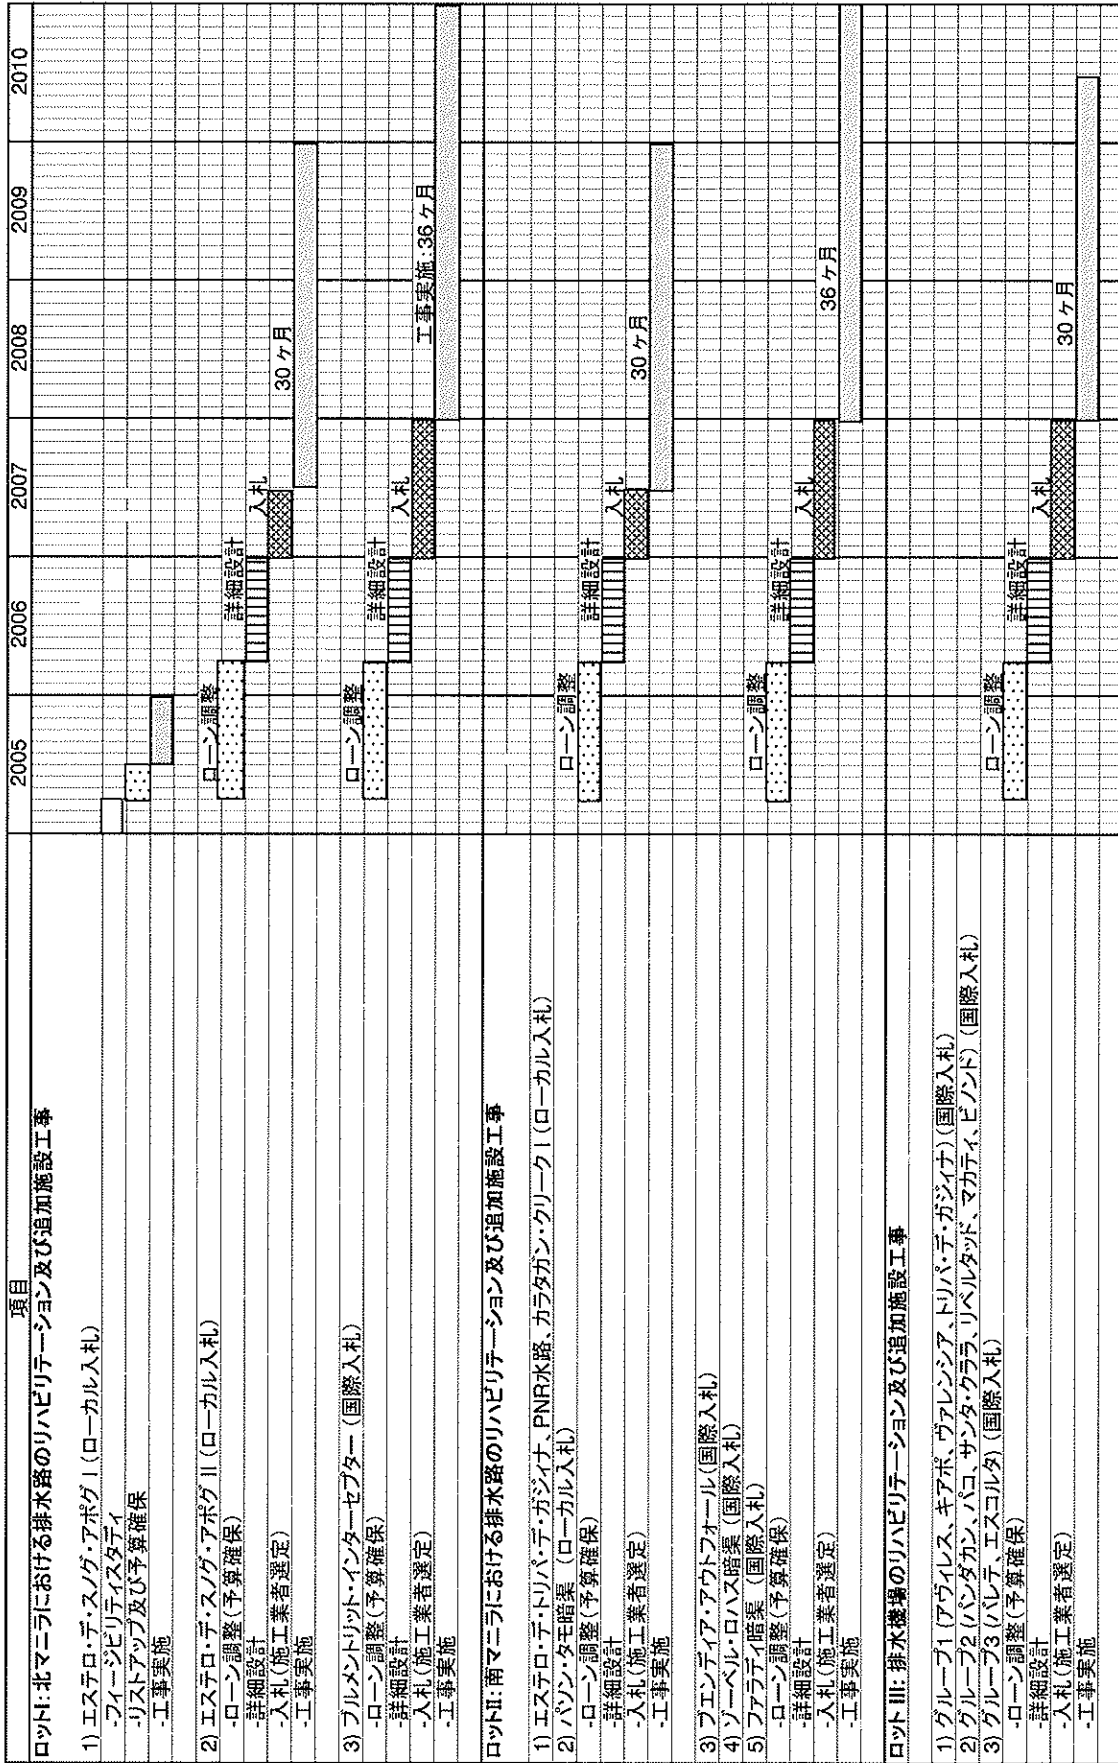 項目
2005
2006
2007
2008
2009
2010
ロットI: 北マニラにおける排水路のリハビリテーション及び追加施設工事
1) エステロ・デ・スノグ・アポグ I (ローカル入札)
-フィージビリティスタディ
-リストアップ及び予算確保
-工事実施
2) エステロ・デ・スノグ・アポグ II (ローカル入札)
-ローン調整(予算確保)
ローン調整
-詳細設計
詳細設計
-入札(施工業者選定)
入札
-工事実施
30 ケ月
3) ブルメントリット・インターセプター (国際入札)
-ローン調整(予算確保)
ローン調整
-詳細設計
詳細設計
-入札(施工業者選定)
入札
-工事実施
工事実施:36 ケ月
ロットII: 南マニラにおける排水路のリハビリテーション及び追加施設工事
1) エステロ・デ・トリパ・デ・ガジィナ、PNR水路、カラタガン・クリーク I (ローカル入札)
2) パソン・タモ暗渠 (ローカル入札)
-ローン調整(予算確保)
ローン調整
-詳細設計
詳細設計
-入札(施工業者選定)
入札
-工事実施
30 ケ月
3) ブエンディア・アウトフォール (国際入札)
4) ゾーベル・ロハス暗渠 (国際入札)
5) ファラディ暗渠 (国際入札)
-ローン調整(予算確保)
ローン調整
-詳細設計
詳細設計
-入札(施工業者選定)
入札
-工事実施
36 ケ月
ロット III: 排水機場のリハビリテーション及び追加施設工事
1) グループ1 (アヴィレス、キアポ、ヴァレンシア、トリパ・デ・ガジィナ) (国際入札)
2) グループ2 (パンダカン、パコ、サンタ・クララ、リベルタッド、マカティ、ビノンド) (国際入札)
3) グループ3 (バレテ、エスコルタ) (国際入札)
-ローン調整(予算確保)
ローン調整
-詳細設計
詳細設計
-入札(施工業者選定)
入札
-工事実施
30 ケ月